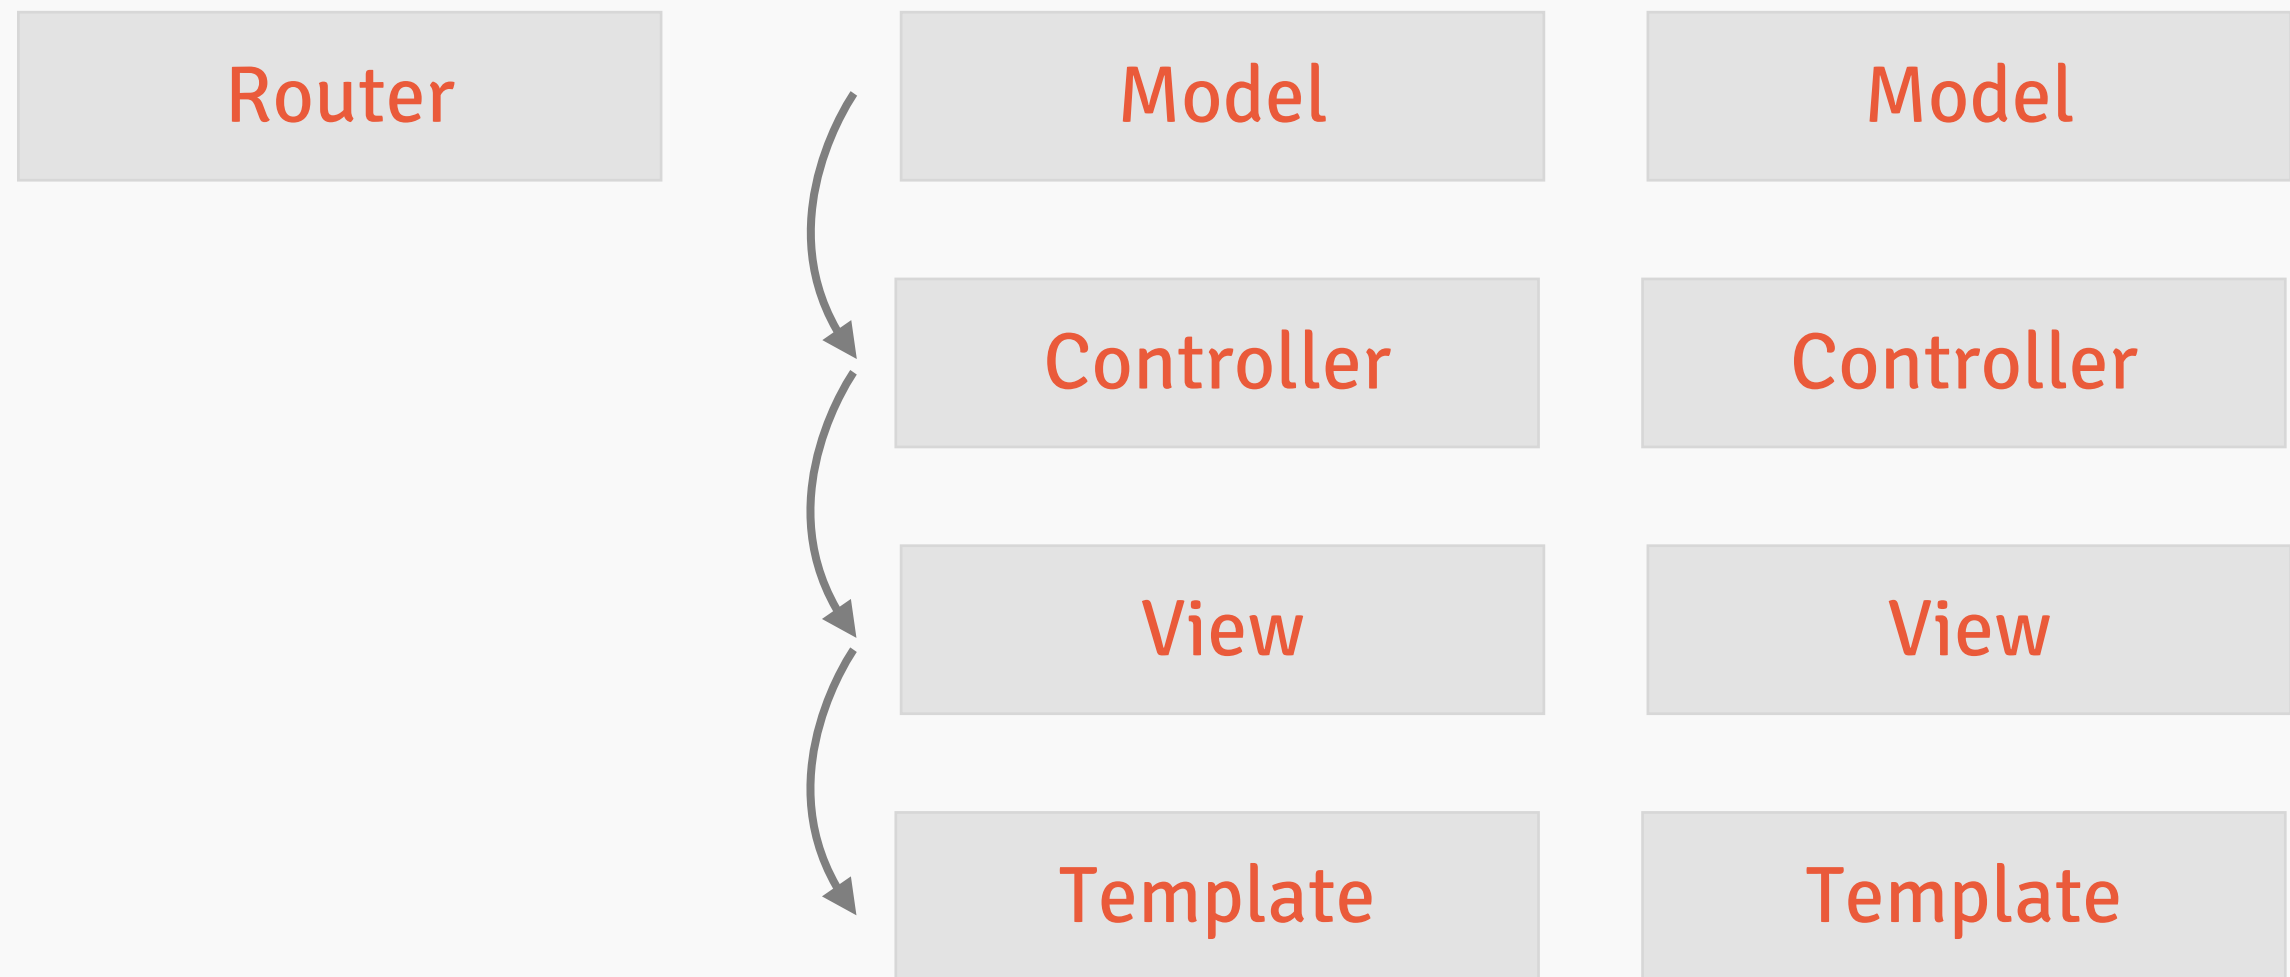 Router
Model
Model
Controller
Controller
View
View
Template
Template